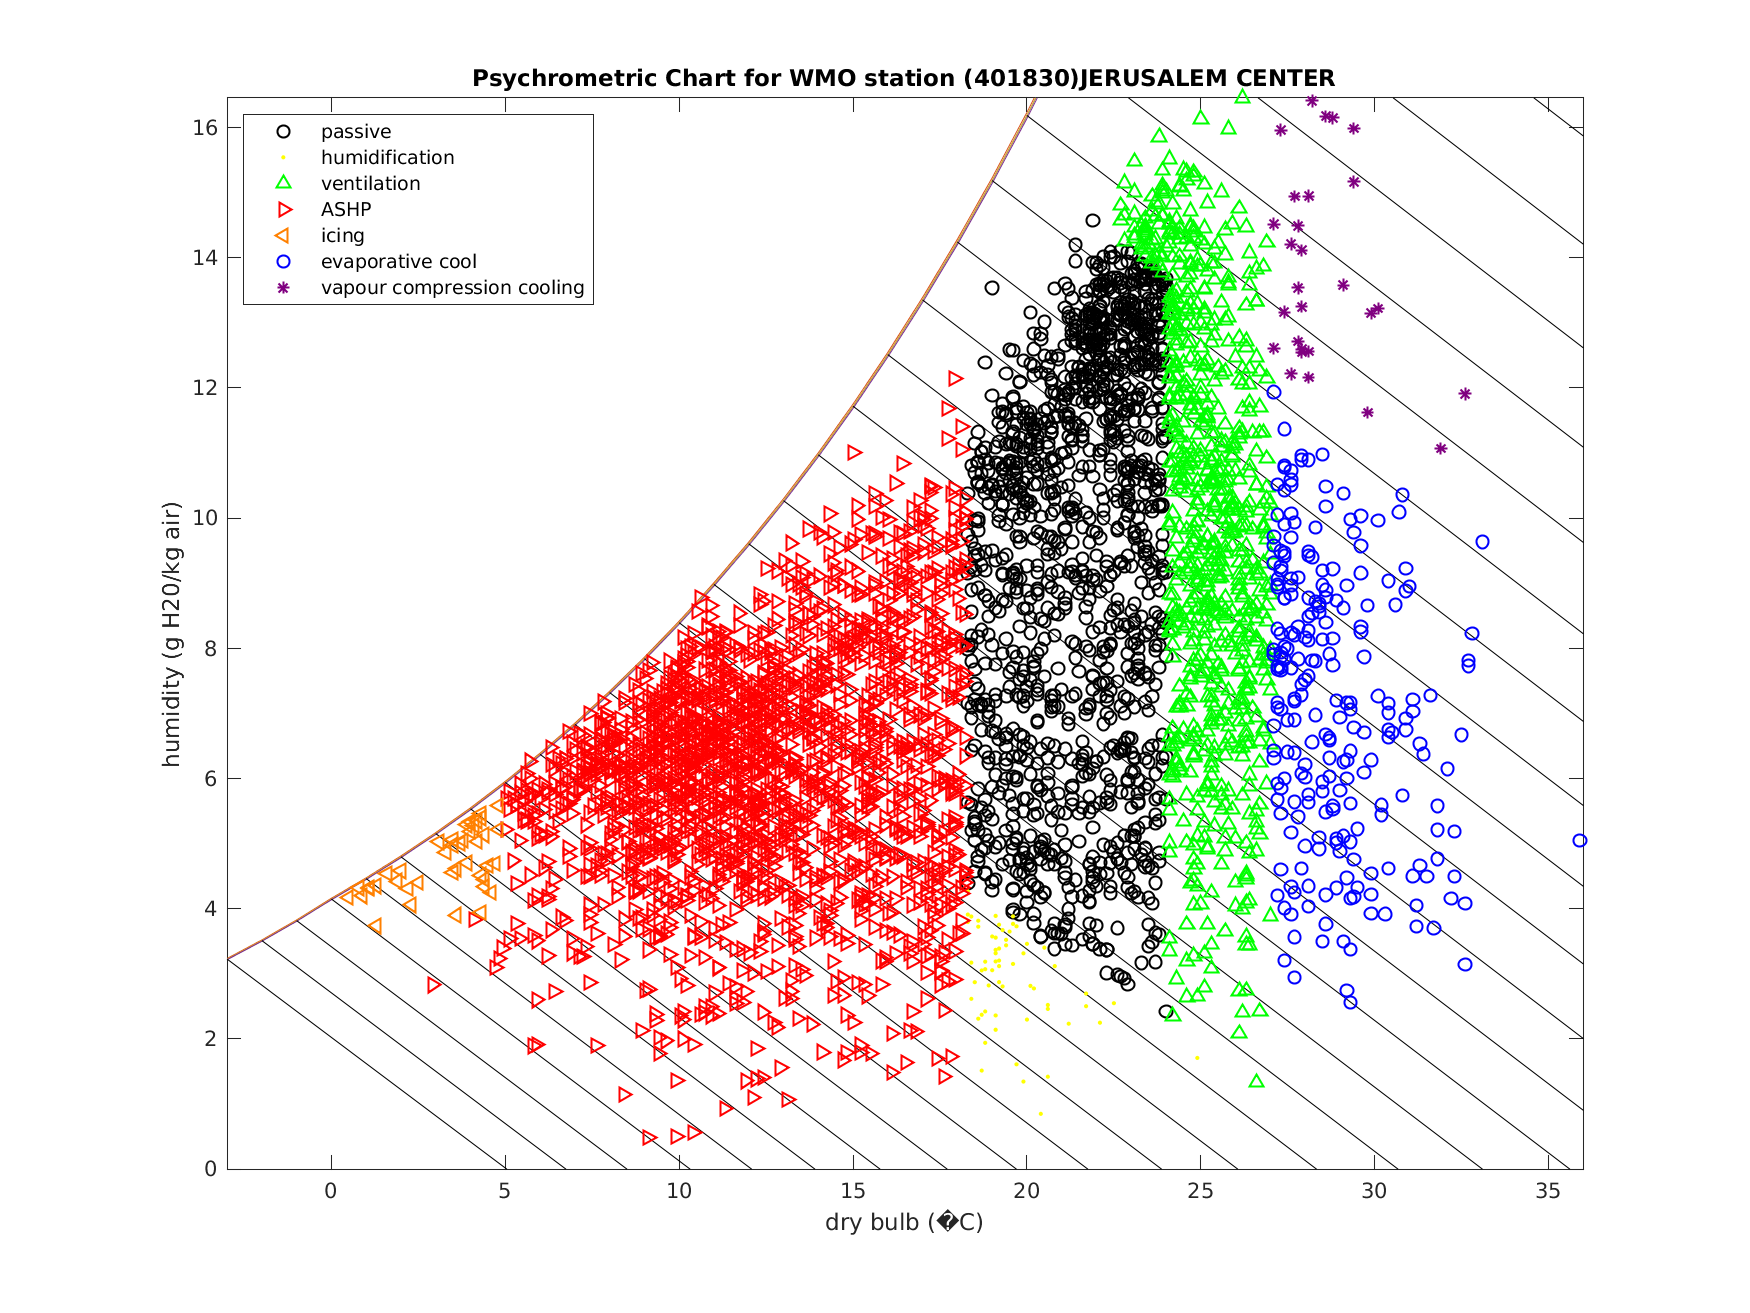 Psychrometric Chart for WMO station (401830)JERUSALEM CENTER
passive
humidification
ventilation
ASHP
icing
evaporative cool
vapour compression cooling
humidity (g H20/kg air)
16
14
12
10
8
6
4
2
0
0 5 10 15 20 25 30 35
dry bulb (�C)